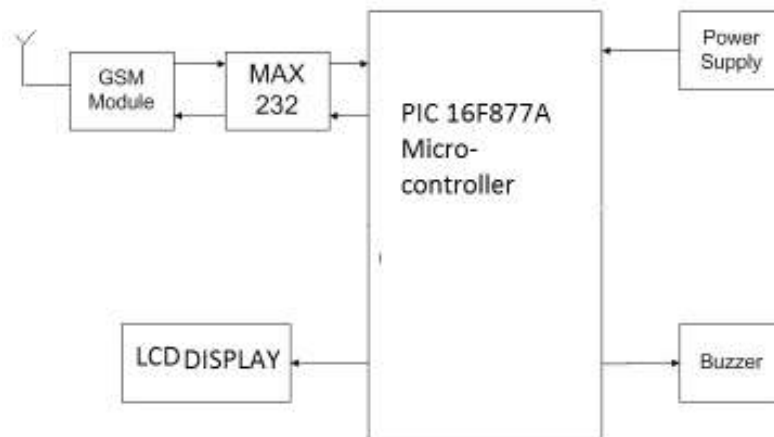 GSM
Module
MAX
232
PIC 16F877A
Micro-
controller
Power
Supply
LCD DISPLAY
Buzzer